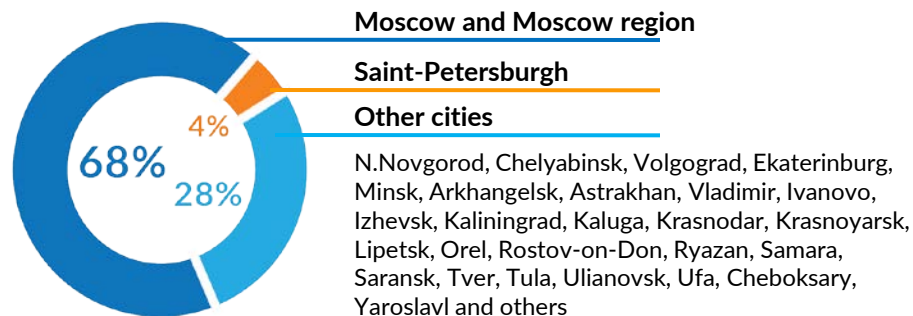 Moscow and Moscow region
Saint-Petersburgh
Other cities
4%
68%
28%
N.Novgorod, Chelyabinsk, Volgograd, Ekaterinburg,
Minsk, Arkhangelsk, Astrakhan, Vladimir, Ivanovo,
Izhevsk, Kaliningrad, Kaluga, Krasnodar, Krasnoyarsk,
Lipetsk, Orel, Rostov-on-Don, Ryazan, Samara,
Saransk, Tver, Tula, Ulianovsk, Ufa, Cheboksary,
Yaroslavl and others